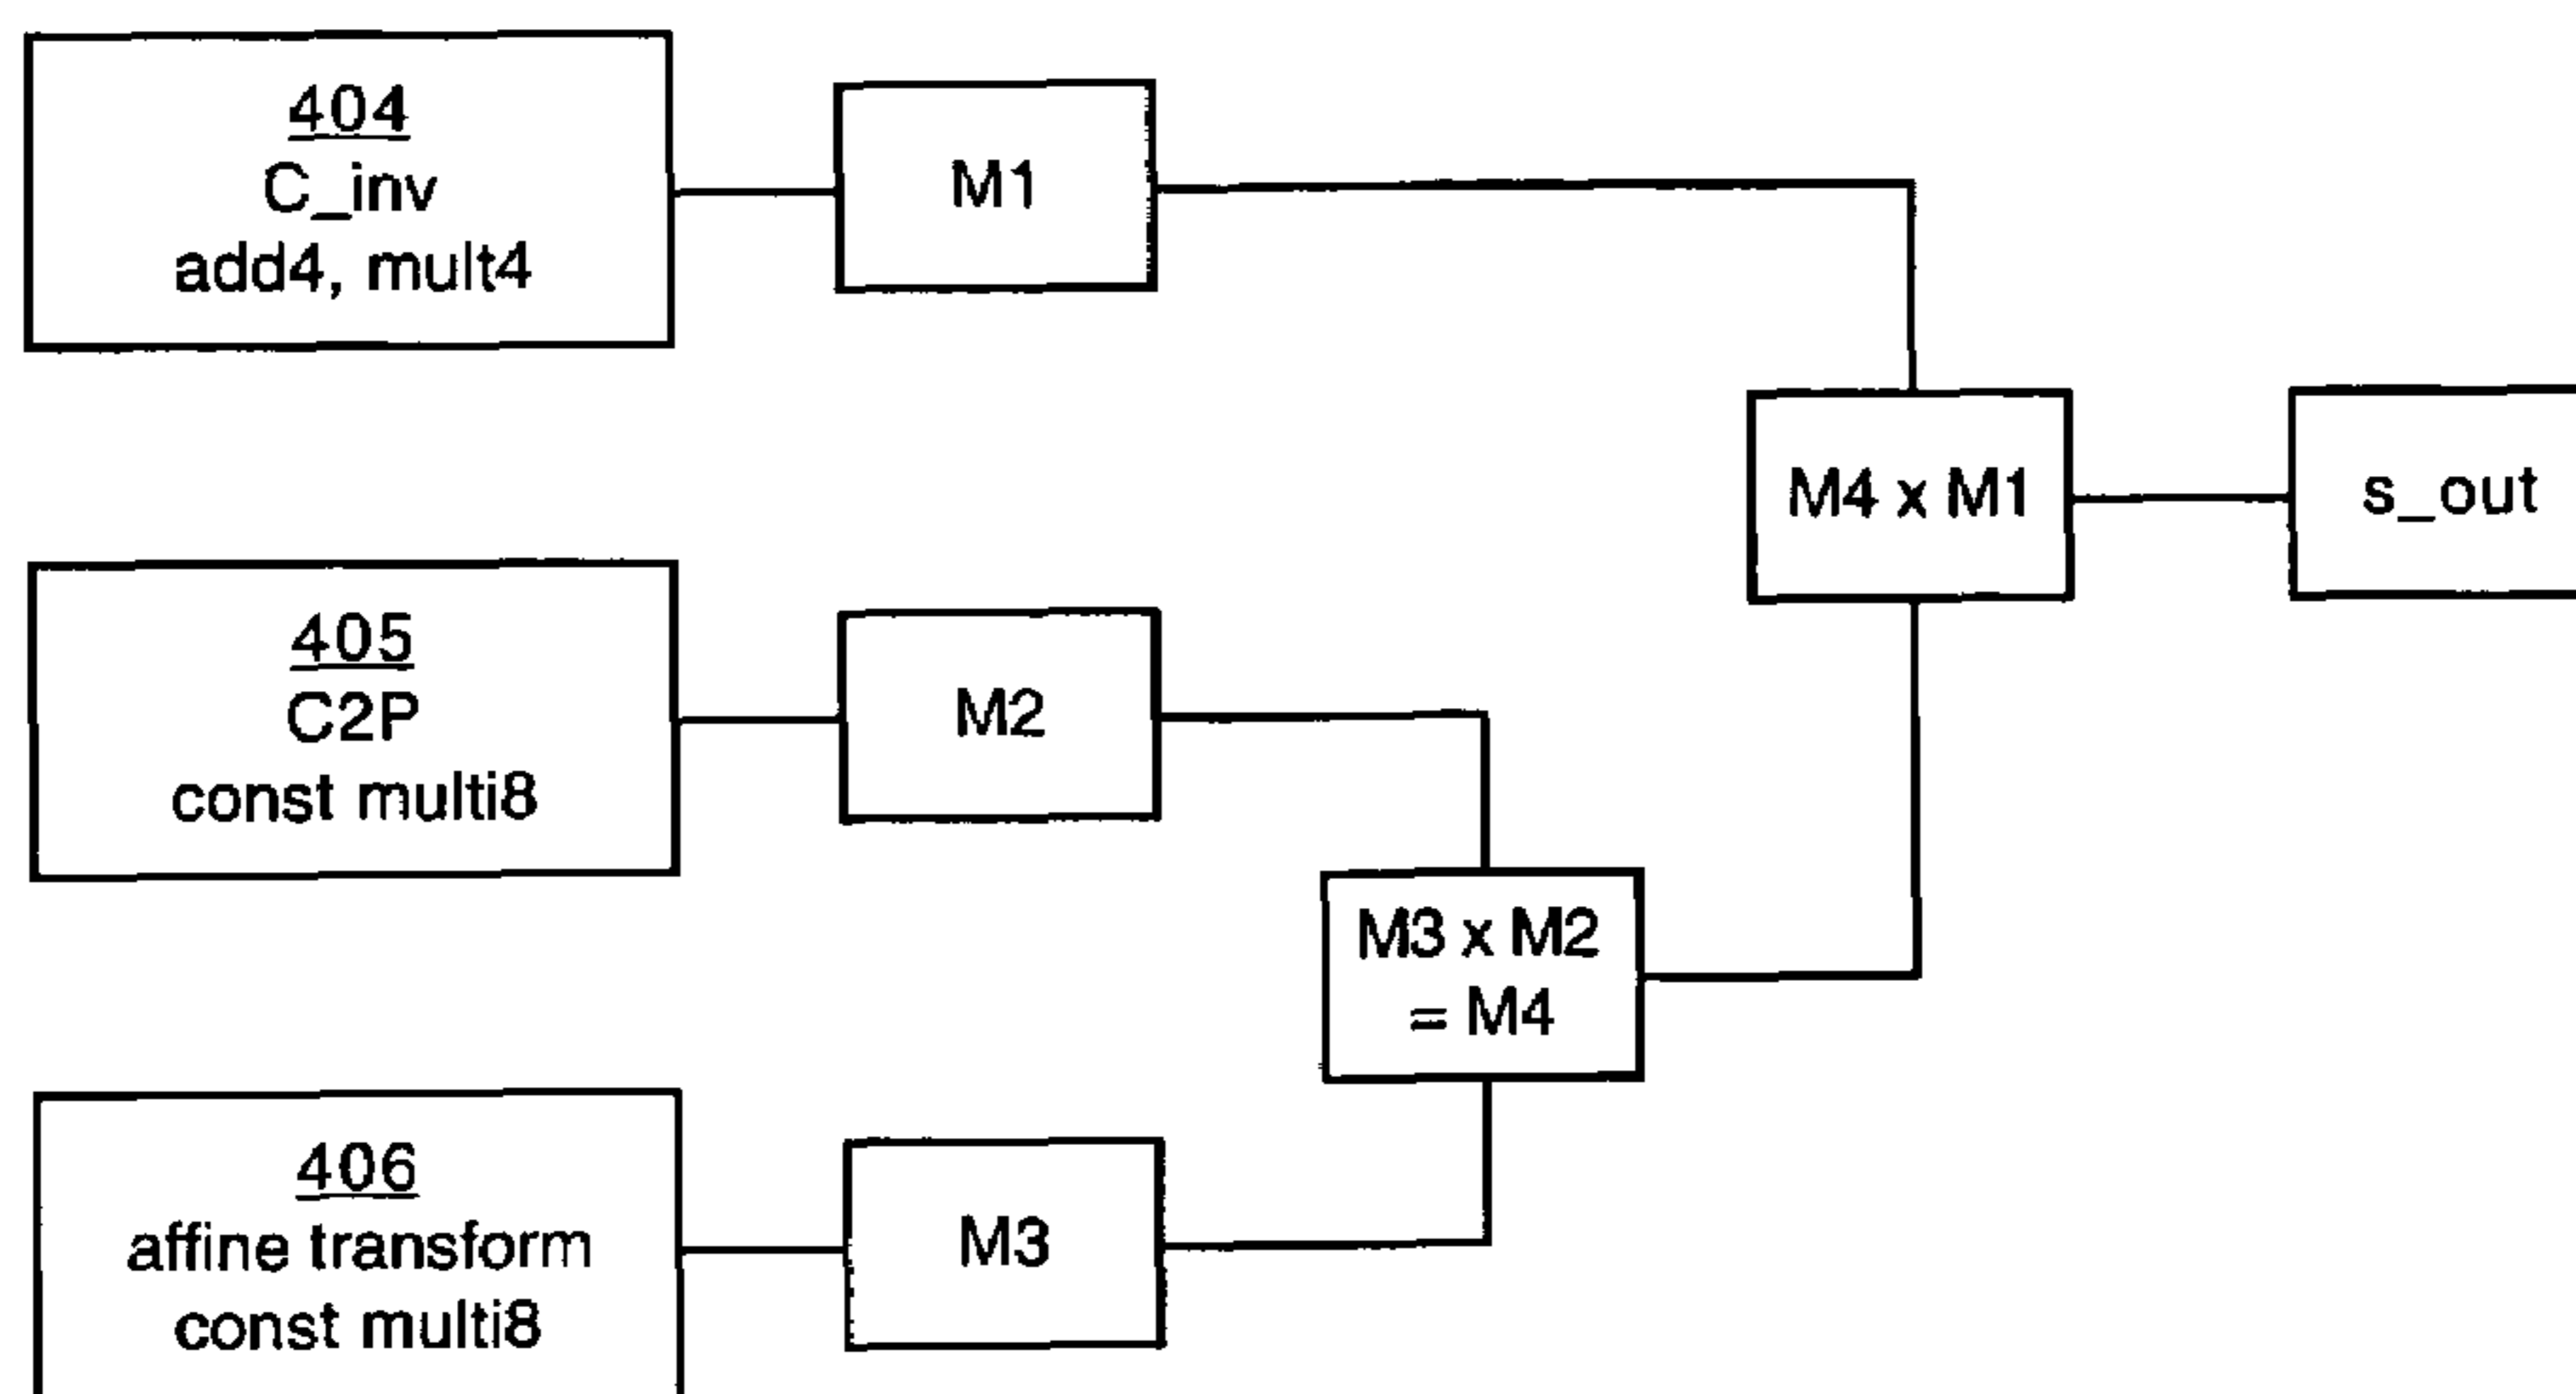 404
C_inv
add4, mult4
M1
M4 x M1
s_out
405
C2P
const multi8
M2
M3 x M2
= M4
406
affine transform
const multi8
M3